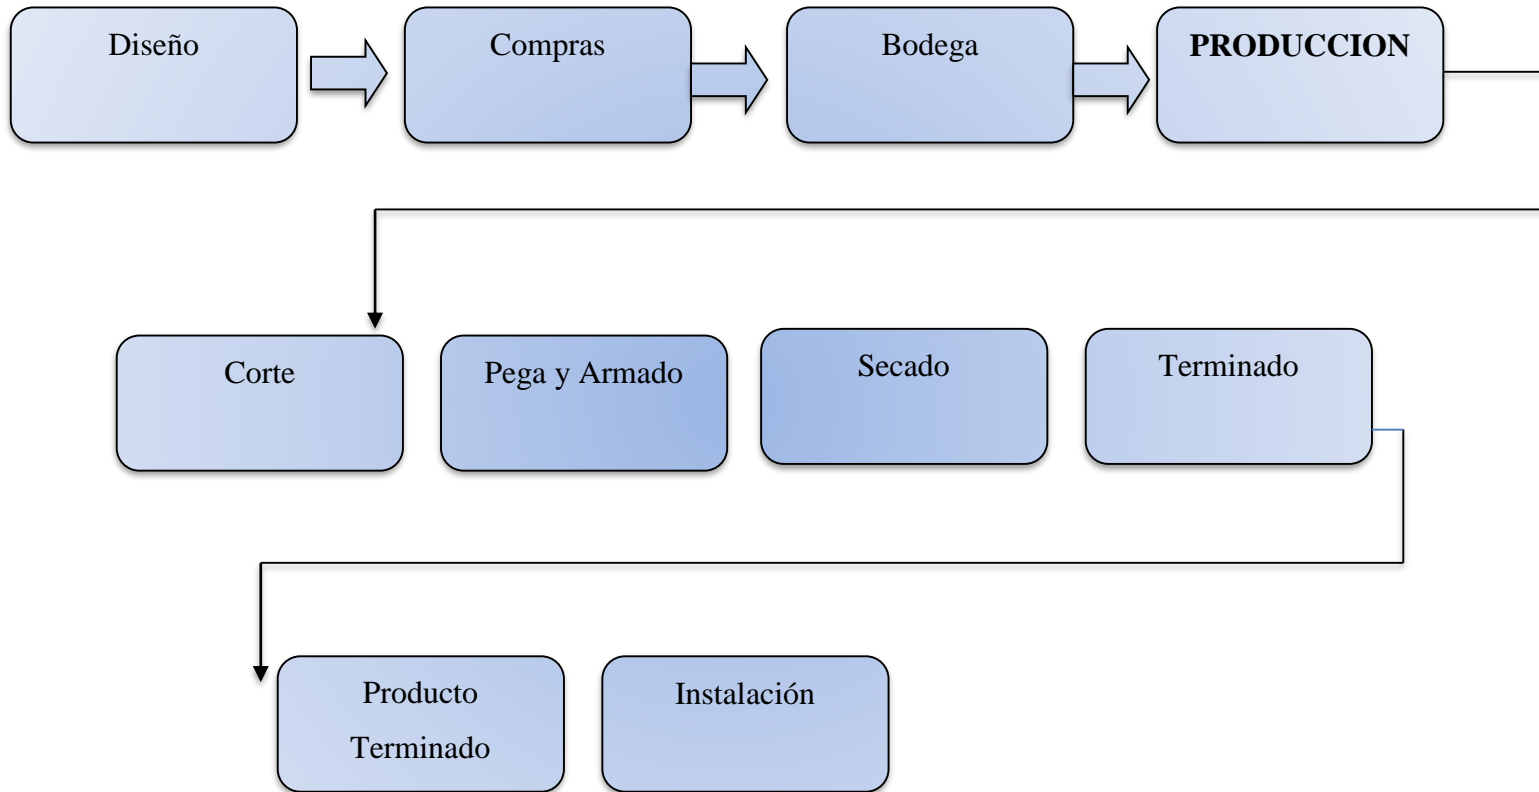 Diseño
Compras
Bodega
PRODUCCION
Corte
Pega y Armado
Secado
Terminado
Producto
Terminado
Instalación